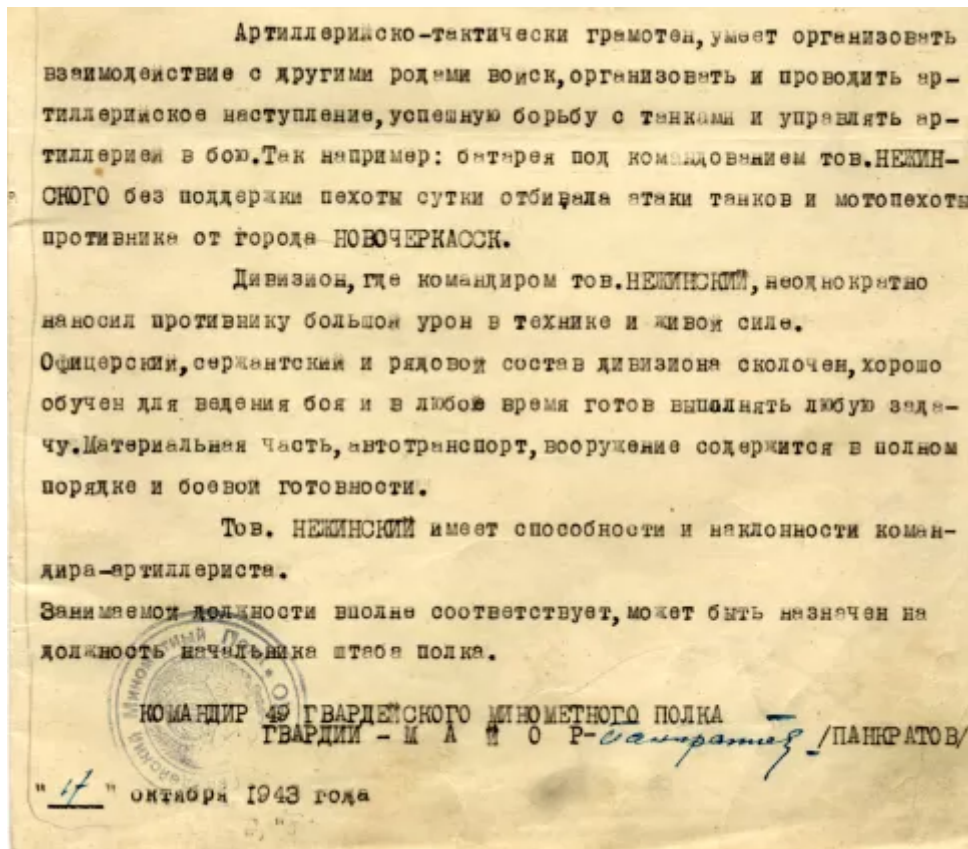 Артиллерийско-тактически грамотен, умеет организовать
взаимодействие с другими родами войск, организовать и проводить ар-
тиллерийское наступление, успешную борьбу с танками и управлять ар-
тиллерией в бою. Так например: батарея под командованием тов. НЕЖИН-
СКОГО без поддержки пехоты сутки отбивала атаки танков и мотопехоты
противника от города НОВОЧЕРКАССК.
Дивизион, где командиром тов. НЕЖИНСКИЙ, неоднократно
наносил противнику большой урон в технике и живой силе.
Офицерский, сержантский и рядовой состав дивизиона сколочен, хорошо
обучен для ведения боя и в любое время готов выполнять любую зада-
чу. Материальная часть, автотранспорт, вооружение содержится в полном
порядке и боевой готовности.
Тов. НЕЖИНСКИЙ имеет способности и наклонности коман-
дира-артиллериста.
Занимаемой должности вполне соответствует, может быть назначен на
должность начальника штаба полка.
КОМАНДИР 49 ГВАРДЕЙСКОГО МИНОМЕТНОГО ПОЛКА
ГВАРДИИ - М А Й О Р- /ПАНКРАТОВ/
" " октября 1943 года